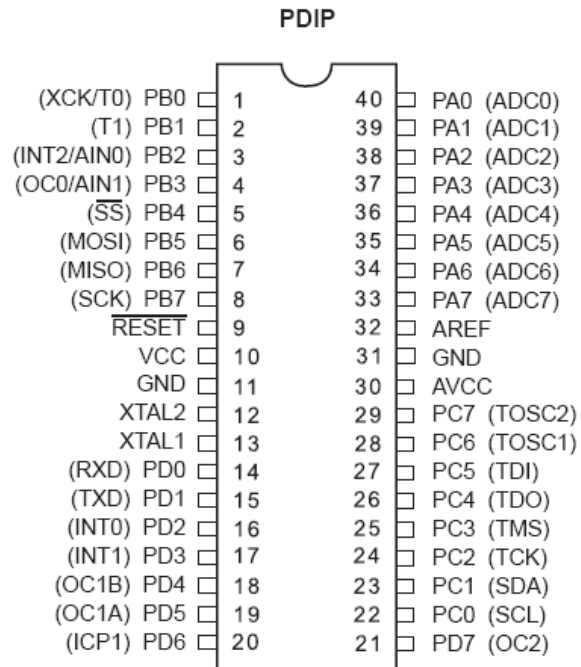 PDIP
(XCK/T0) PB0 1 40 PA0 (ADC0)
(T1) PB1 2 39 PA1 (ADC1)
(INT2/AIN0) PB2 3 38 PA2 (ADC2)
(OC0/AIN1) PB3 4 37 PA3 (ADC3)
(SS) PB4 5 36 PA4 (ADC4)
(MOSI) PB5 6 35 PA5 (ADC5)
(MISO) PB6 7 34 PA6 (ADC6)
(SCK) PB7 8 33 PA7 (ADC7)
RESET 9 32 AREF
VCC 10 31 GND
GND 11 30 AVCC
XTAL2 12 29 PC7 (TOSC2)
XTAL1 13 28 PC6 (TOSC1)
(RXD) PD0 14 27 PC5 (TDI)
(TXD) PD1 15 26 PC4 (TDO)
(INT0) PD2 16 25 PC3 (TMS)
(INT1) PD3 17 24 PC2 (TCK)
(OC1B) PD4 18 23 PC1 (SDA)
(OC1A) PD5 19 22 PC0 (SCL)
(ICP1) PD6 20 21 PD7 (OC2)